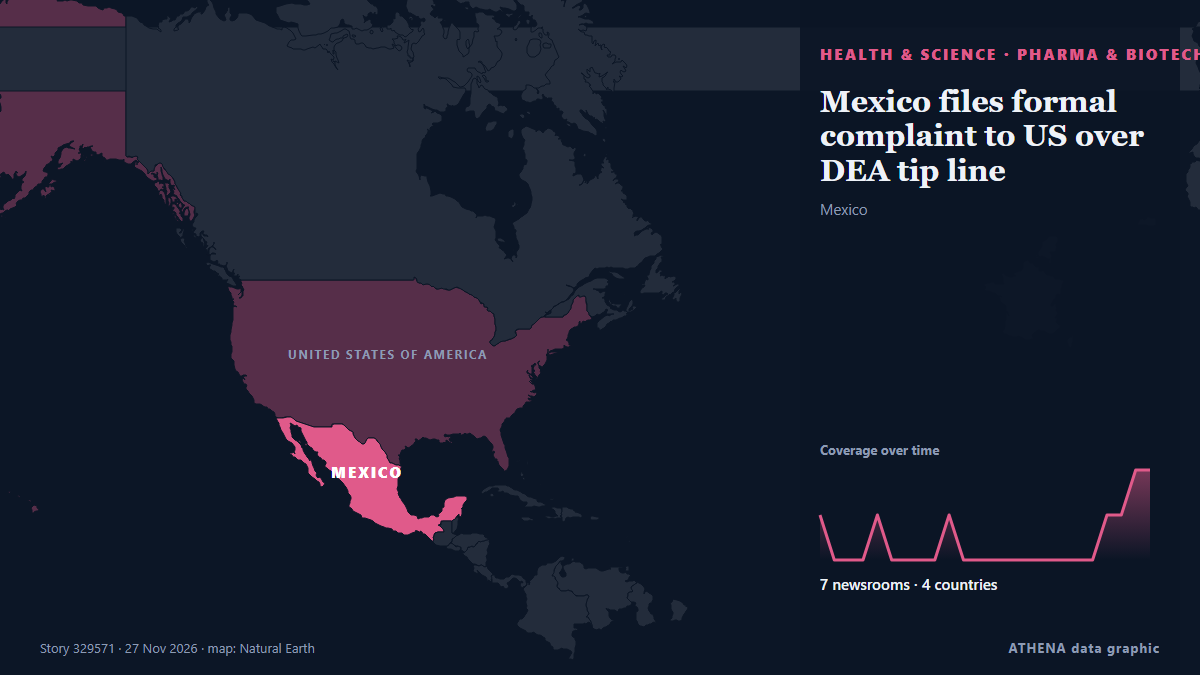 HEALTH & SCIENCE · PHARMA & BIOTECH
Mexico files formal
complaint to US over
DEA tip line
Mexico
UNITED STATES OF AMERICA
MEXICO
Coverage over time
7 newsrooms · 4 countries
Story 329571 · 27 Nov 2026 · map: Natural Earth
ATHENA data graphic